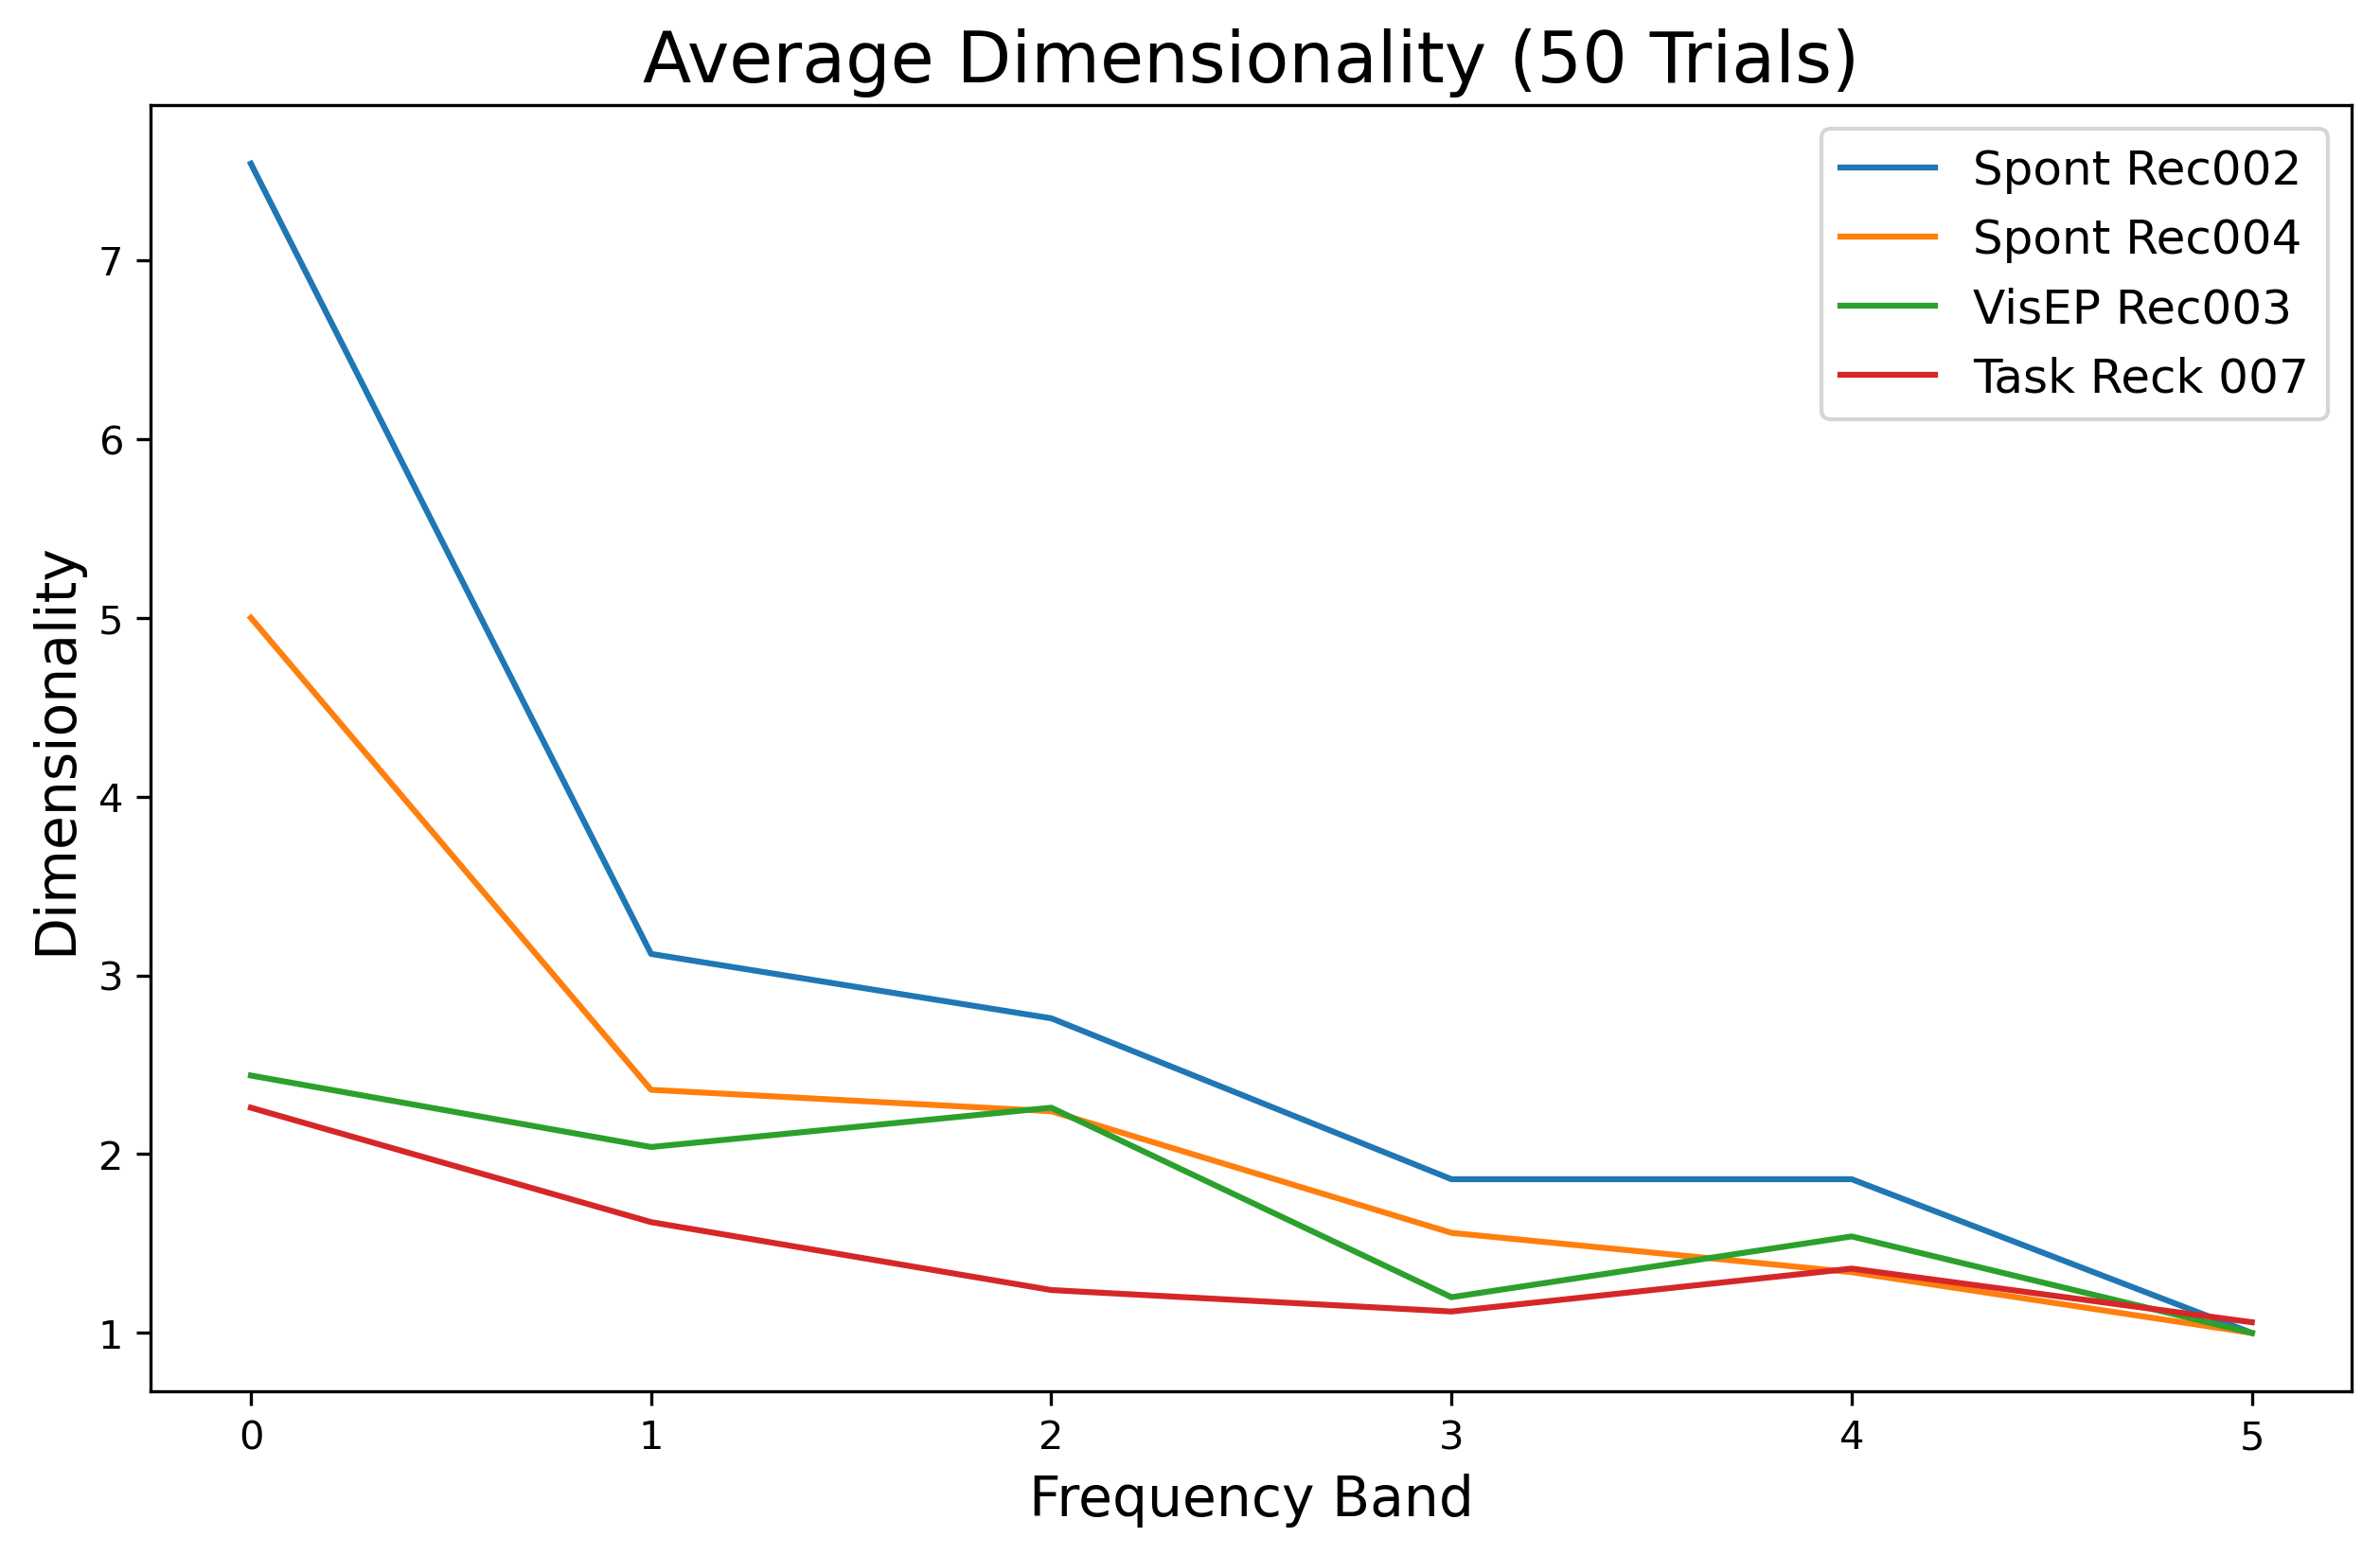 Average Dimensionality (50 Trials)
Spont Rec002
Spont Rec004
VisEP Rec003
Task Reck 007
Dimensionality
7
6
5
4
3
2
1
0 1 2 3 4 5
Frequency Band